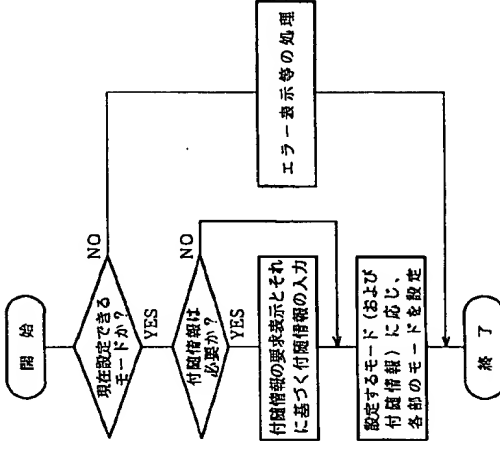 開 始
現在設定できる
モードか?
NO
YES
付随情報は
必要か?
NO
YES
付随情報の要求表示とそれ
に基づく付随情報の入力
エラー表示等の処理
設定するモード(および
付随情報)に応じ、
各部のモードを設定
終 了